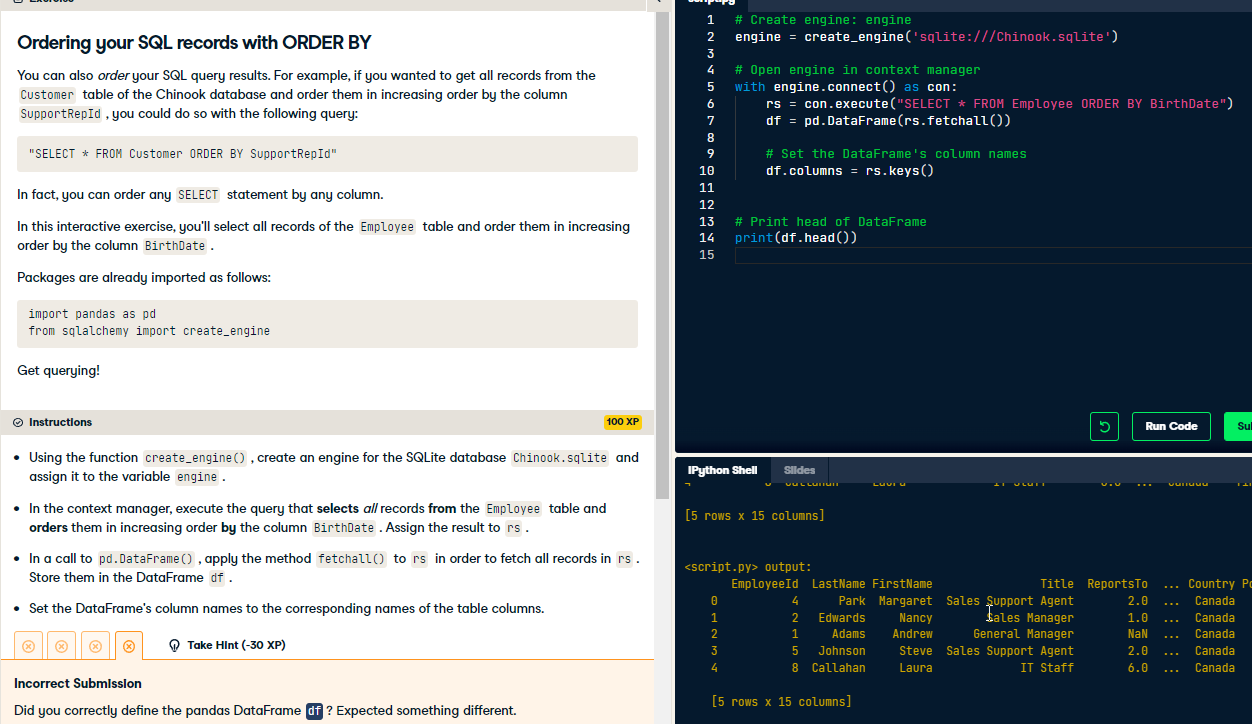 Exercise
Ordering your SQL records with ORDER BY
You can also order your SQL query results. For example, if you wanted to get all records from the
Customer table of the Chinook database and order them in increasing order by the column
SupportRepId , you could do so with the following query:
"SELECT * FROM Customer ORDER BY SupportRepId"
In fact, you can order any SELECT statement by any column.
In this interactive exercise, you'll select all records of the Employee table and order them in increasing
order by the column BirthDate .
Packages are already imported as follows:
import pandas as pd
from sqlalchemy import create_engine
Get querying!
Instructions
100 XP
Using the function create_engine() , create an engine for the SQLite database Chinook.sqlite and
assign it to the variable engine .
In the context manager, execute the query that selects all records from the Employee table and
orders them in increasing order by the column BirthDate . Assign the result to rs .
In a call to pd.DataFrame() , apply the method fetchall() to rs in order to fetch all records in rs .
Store them in the DataFrame df .
Set the DataFrame's column names to the corresponding names of the table columns.
Take Hint (-30 XP)
Incorrect Submission
Did you correctly define the pandas DataFrame df ? Expected something different.
script.py
1 # Create engine: engine
2 engine = create_engine('sqlite:///Chinook.sqlite')
3
4 # Open engine in context manager
5 with engine.connect() as con:
6 rs = con.execute("SELECT * FROM Employee ORDER BY BirthDate")
7 df = pd.DataFrame(rs.fetchall())
8
9 # Set the DataFrame's column names
10 df.columns = rs.keys()
11
12
13 # Print head of DataFrame
14 print(df.head())
15
Run Code
IPython Shell Slides
4 8 Callahan Laura IT Staff 6.0 ... Canada
[5 rows x 15 columns]
<script.py> output:
EmployeeId LastName FirstName Title ReportsTo ... Country
0 4 Park Margaret Sales Support Agent 2.0 ... Canada
1 2 Edwards Nancy Sales Manager 1.0 ... Canada
2 1 Adams Andrew General Manager NaN ... Canada
3 5 Johnson Steve Sales Support Agent 2.0 ... Canada
4 8 Callahan Laura IT Staff 6.0 ... Canada
[5 rows x 15 columns]